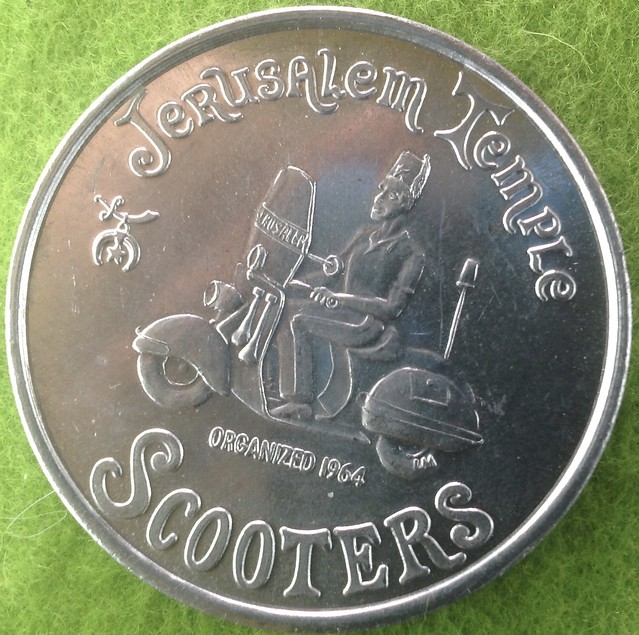 Jerusalem Temple
JERUSALEM
ORGANIZED 1964
SCOOTERS